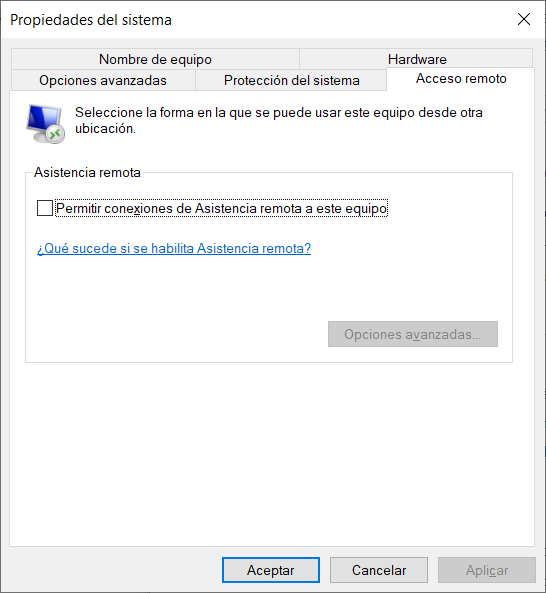 Propiedades del sistema
Nombre de equipo
Hardware
Opciones avanzadas
Protección del sistema
Acceso remoto
Seleccione la forma en la que se puede usar este equipo desde otra
ubicación.
Asistencia remota
Permitir conexiones de Asistencia remota a este equipo
¿Qué sucede si se habilita Asistencia remota?
Opciones avanzadas...
Aceptar
Cancelar
Aplicar